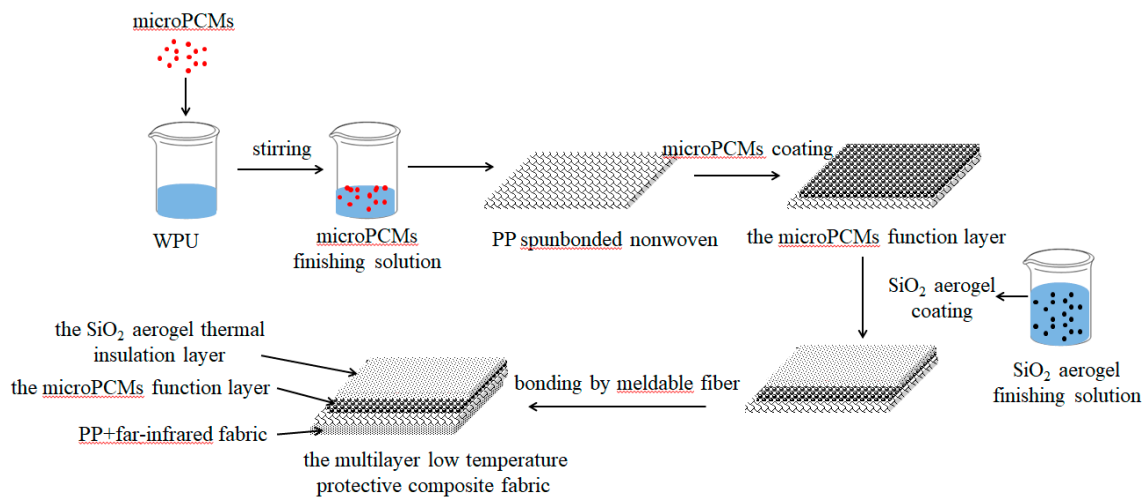 microPCMs
stirring
WPU
microPCMs
finishing solution
PP spunbonded nonwoven
microPCMs coating
the microPCMs function layer
SiO₂ aerogel
coating
SiO₂ aerogel
finishing solution
bonding by meldable fiber
the SiO₂ aerogel thermal
insulation layer
the microPCMs function layer
PP+far-infrared fabric
the multilayer low temperature
protective composite fabric